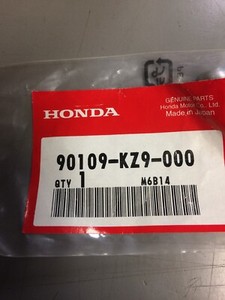 GENUINE PARTS
Honda Motor Co., Ltd.
Made in Japan
HONDA
90109-KZ9-000
QTY 1 M6B14